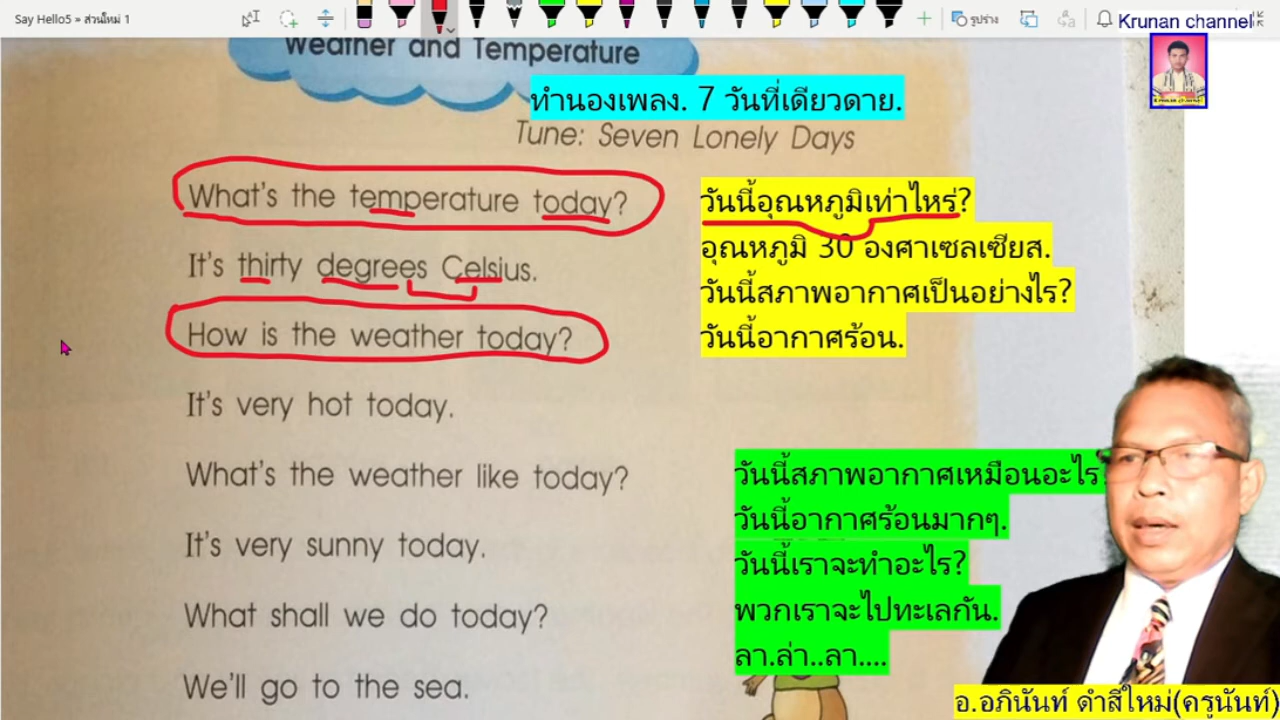 Say Hello5 » ส่วนใหม่ 1
รูปร่าง
Krunan channel
Weather and Temperature
ทำนองเพลง. 7 วันที่เดียวดาย.
Tune: Seven Lonely Days
What's the temperature today?
วันนี้อุณหภูมิเท่าไหร่?
It's thirty degrees Celsius.
อุณหภูมิ 30 องศาเซลเซียส.
วันนี้สภาพอากาศเป็นอย่างไร?
How is the weather today?
วันนี้อากาศร้อน.
It's very hot today.
What's the weather like today?
วันนี้สภาพอากาศเหมือนอะไร?
วันนี้อากาศร้อนมากๆ.
It's very sunny today.
วันนี้เราจะทำอะไร?
What shall we do today?
พวกเราจะไปทะเลกัน.
ลา.ล่า..ลา....
We'll go to the sea.
อ.อภินันท์ ดำสีใหม่(ครูนันท์)